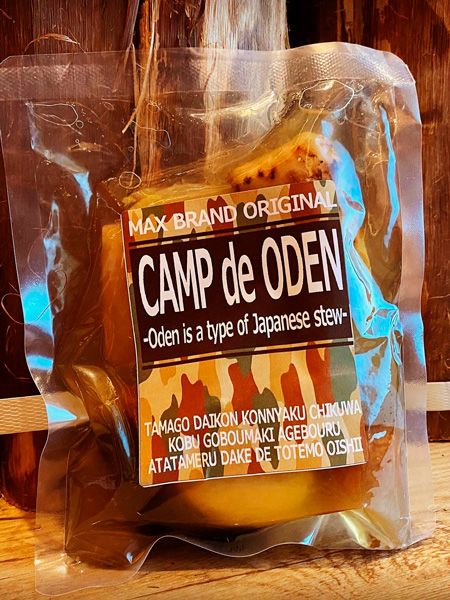 MAX BRAND ORIGINAL
CAMP de ODEN
-Oden is a type of Japanese stew-
TAMAGO DAIKON KONNYAKU CHIKUWA
KOBU GOBOUMAKI AGEBOURU
ATATAMERU DAKE DE TOTEMO OISHII